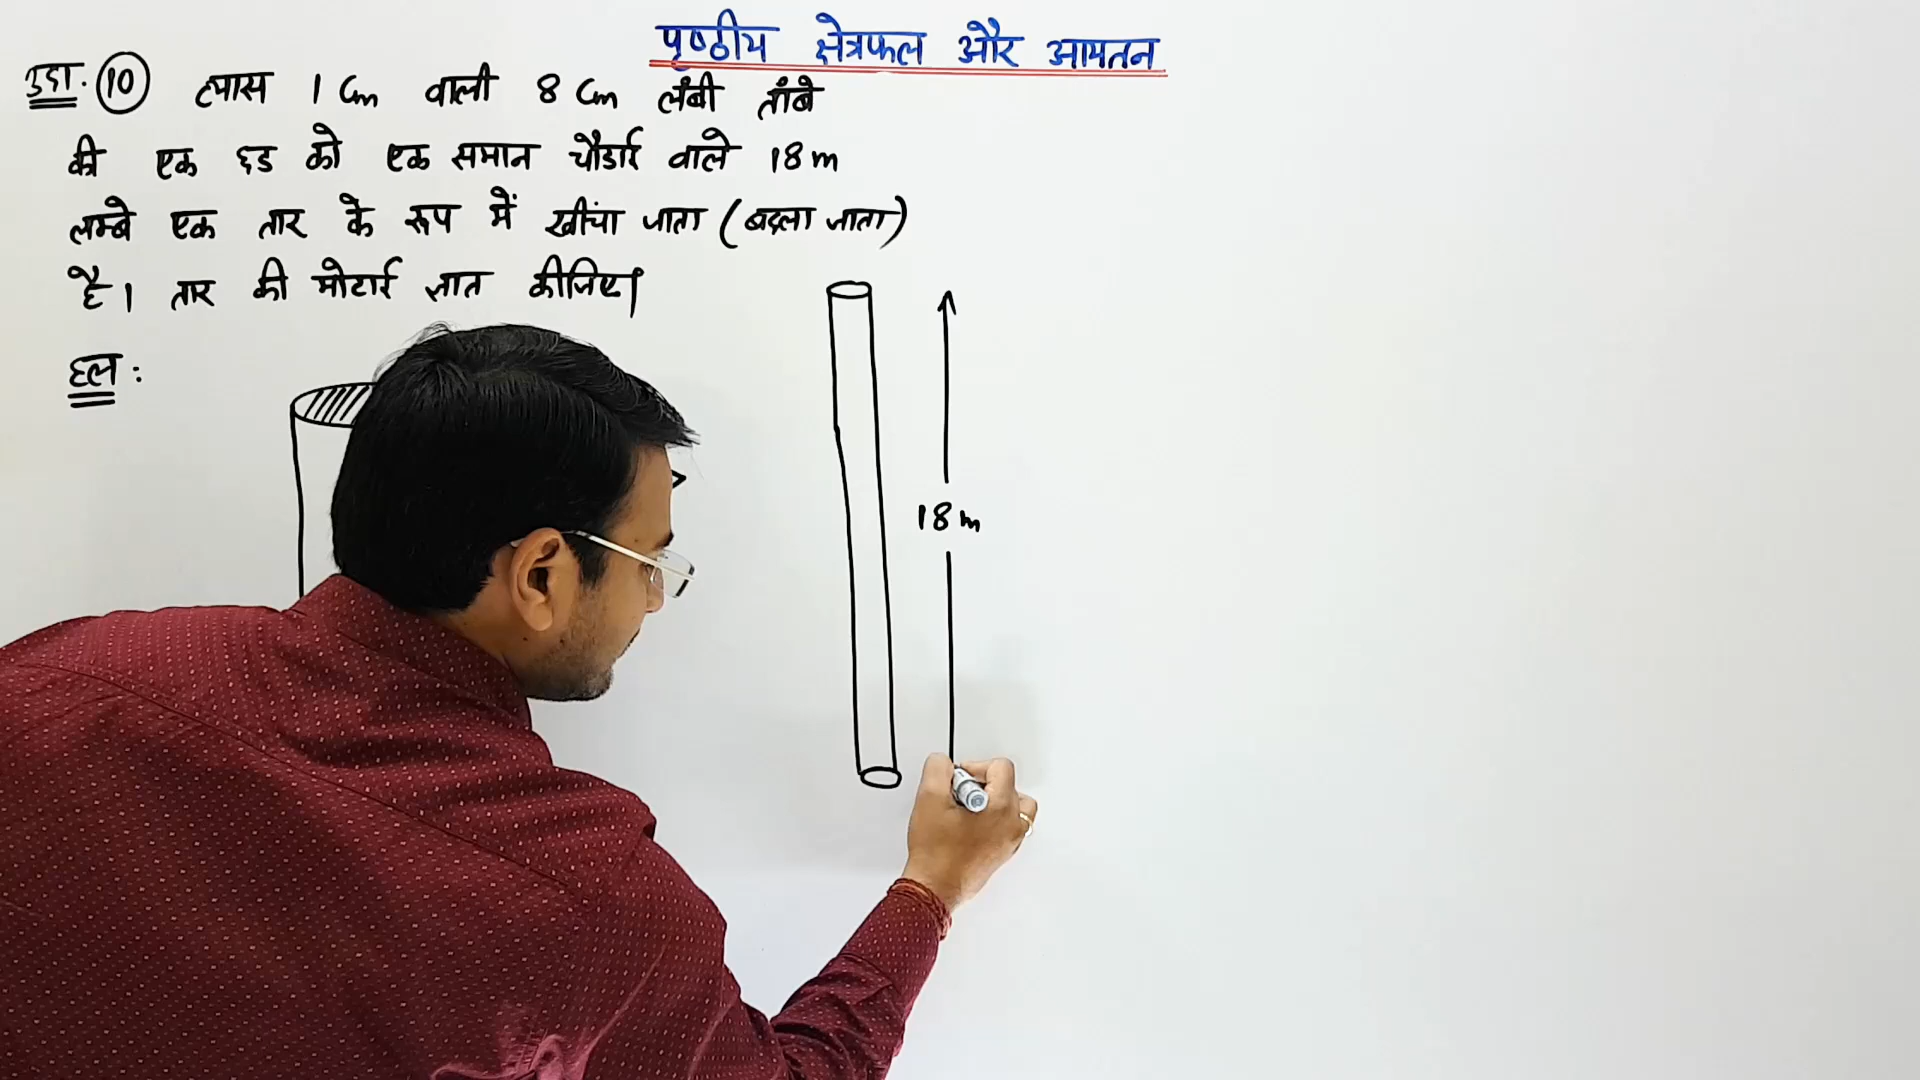 पृष्ठीय क्षेत्रफल और आयतन
उदा. 10 व्यास 1 Cm वाली 8 Cm लंबी तांबे
की एक छड को एक समान चौडाई वाले 18 m
लम्बे एक तार के रूप में खींचा जाता (बदला जाता)
है। तार की मोटाई ज्ञात कीजिए।
हल :
18 m